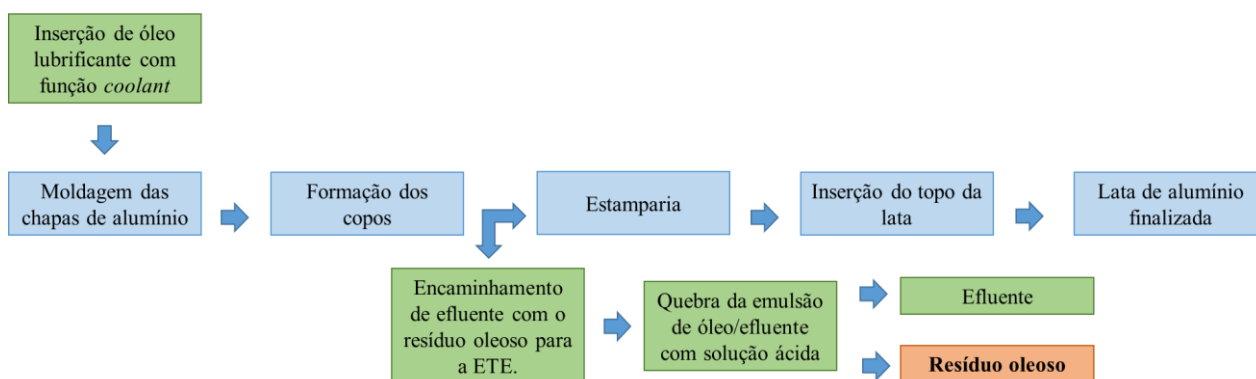 Inserção de óleo
lubrificante com
função coolant
Moldagem das
chapas de alumínio
Formação dos
copos
Estamparia
Inserção do topo da
lata
Lata de alumínio
finalizada
Encaminhamento
de efluente com o
resíduo oleoso para
a ETE.
Quebra da emulsão
de óleo/efluente
com solução ácida
Efluente
Resíduo oleoso